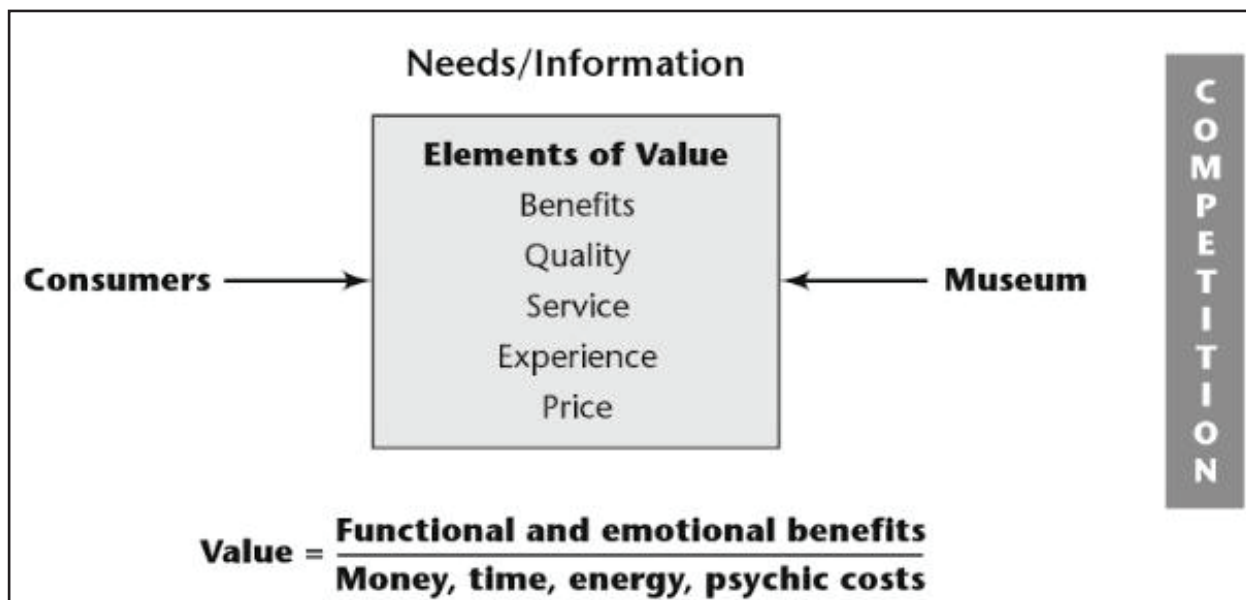 Needs/Information
Elements of Value
Benefits
Quality
Service
Experience
Price
Consumers
Museum
COMPETITION
Value = Functional and emotional benefits
Money, time, energy, psychic costs